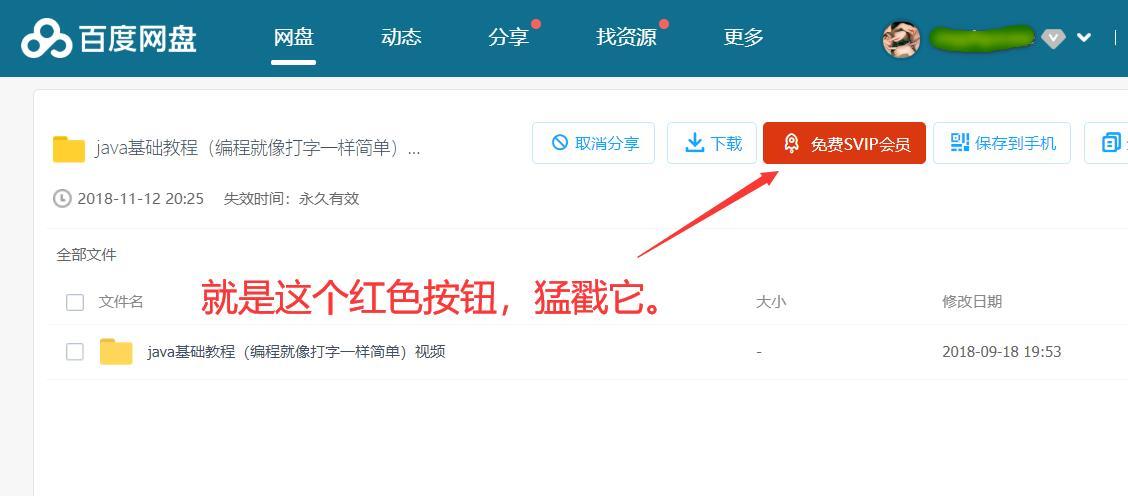 百度网盘 网盘 动态 分享 找资源 更多
java基础教程（编程就像打字一样简单）... 取消分享 下载 免费SVIP会员 保存到手机
2018-11-12 20:25 失效时间：永久有效
全部文件
文件名 大小 修改日期
就是这个红色按钮，猛戳它。
java基础教程（编程就像打字一样简单）视频 - 2018-09-18 19:53